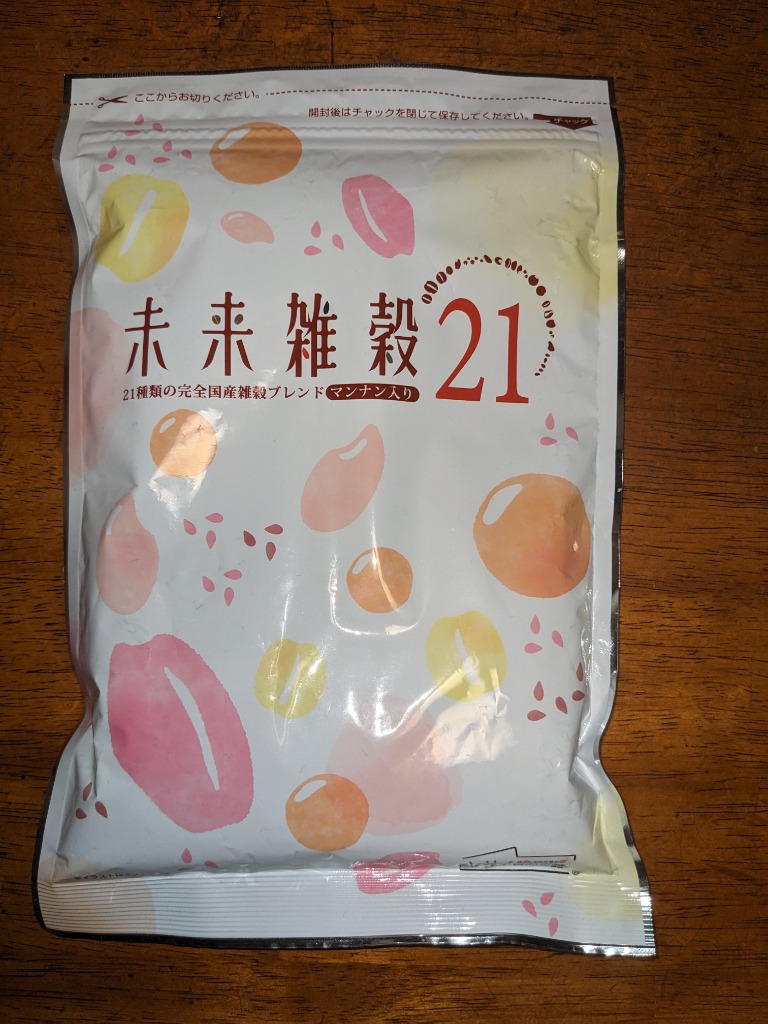 ここからお切りください。
開封後はチャックを閉じて保存してください。
チャック
未来雑穀21
21種類の完全国産雑穀ブレンド マンナン入り